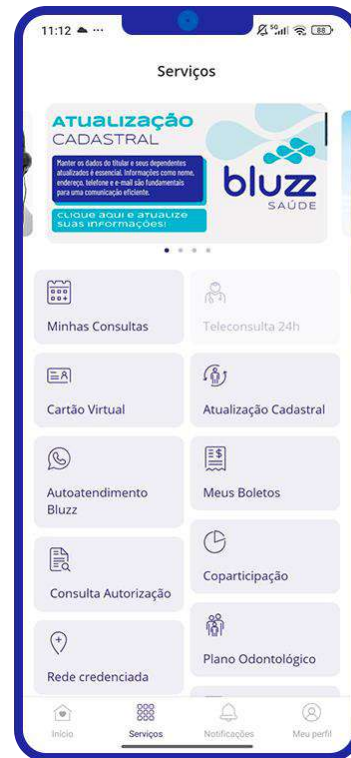 11:12
5G
88
Serviços
ATUALIZAÇÃO
CADASTRAL
Manter os dados do titular e seus dependentes
atualizados é essencial. Informações como nome,
endereço, telefone e e-mail são fundamentais
para uma comunicação eficiente.
CLIQUE AQUI E ATUALIZE
SUAS INFORMAÇÕES!
bluzz
SAÚDE
Minhas Consultas
Teleconsulta 24h
Cartão Virtual
Atualização Cadastral
Autoatendimento
Bluzz
Meus Boletos
Consulta Autorização
Coparticipação
Rede credenciada
Plano Odontológico
Início
Serviços
Notificações
Meu perfil